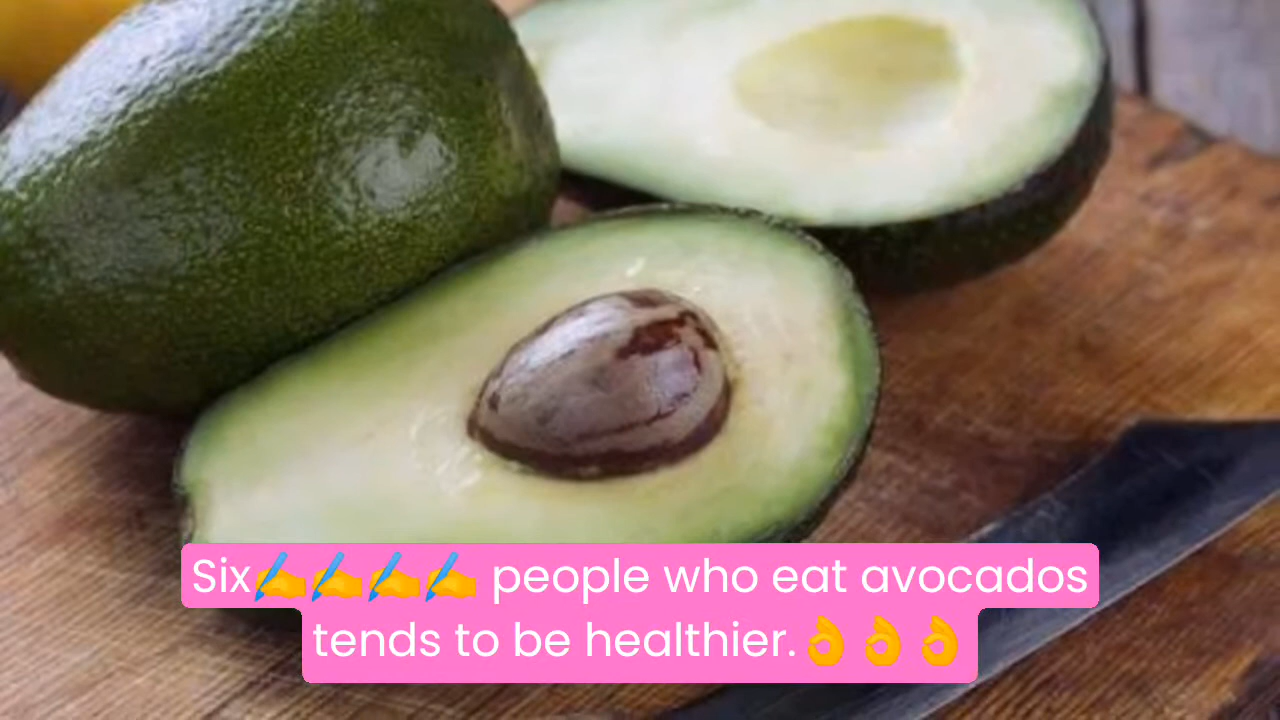 Six✍️✍️✍️✍️ people who eat avocados
tends to be healthier.👌👌👌